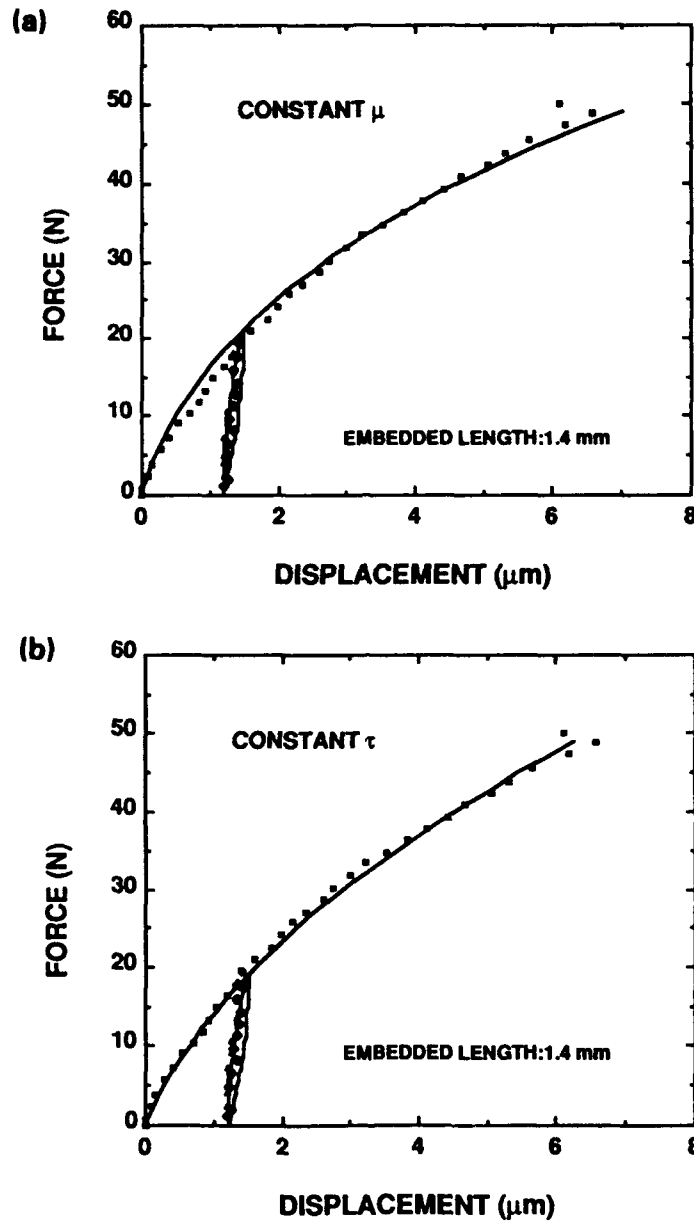 (a)
60
50
40
30
20
10
0
CONSTANT μ
EMBEDDED LENGTH:1.4 mm
FORCE (N)
0 2 4 6 8
DISPLACEMENT (μm)
(b)
60
50
40
30
20
10
0
CONSTANT τ
EMBEDDED LENGTH:1.4 mm
FORCE (N)
0 2 4 6 8
DISPLACEMENT (μm)